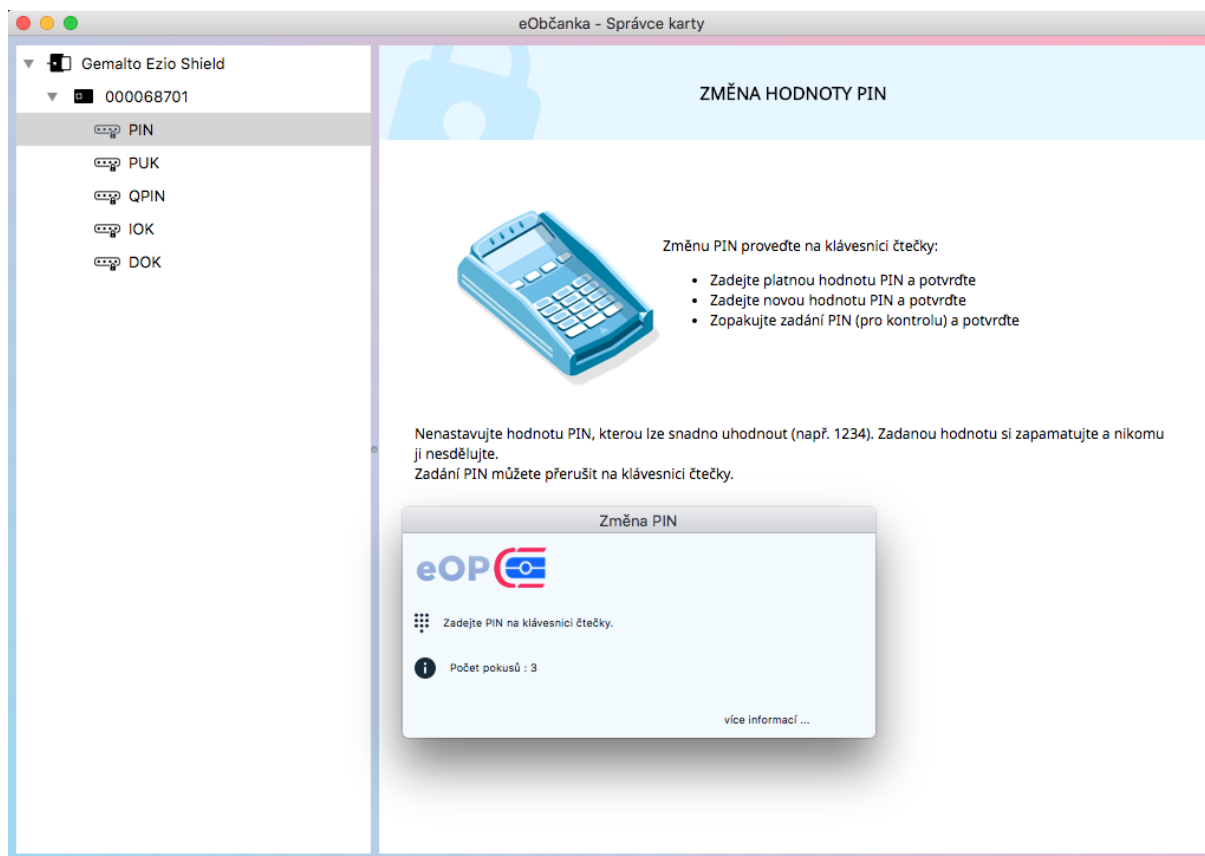 eObčanka - Správce karty
Gemalto Ezio Shield
000068701
PIN
PUK
QPIN
IOK
DOK
ZMĚNA HODNOTY PIN
Změnu PIN proveďte na klávesnici čtečky:
• Zadejte platnou hodnotu PIN a potvrďte
• Zadejte novou hodnotu PIN a potvrďte
• Zopakujte zadání PIN (pro kontrolu) a potvrďte
Nenastavujte hodnotu PIN, kterou lze snadno uhodnout (např. 1234). Zadanou hodnotu si zapamatujte a nikomu
ji nesdělujte.
Zadání PIN můžete přerušit na klávesnici čtečky.
Změna PIN
eOP
Zadejte PIN na klávesnici čtečky.
Počet pokusů : 3
více informací ...